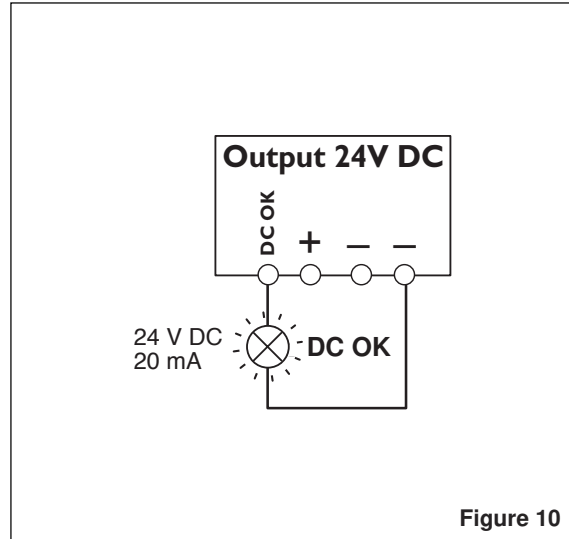 Output 24V DC
DC OK
+ – –
24 V DC
20 mA
DC OK
Figure 10